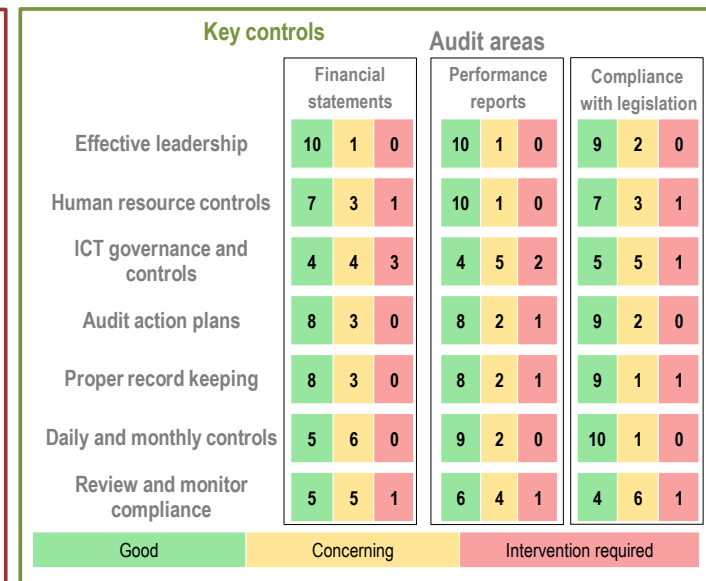 Key controls
Audit areas
Financial statements
Performance reports
Compliance with legislation
Effective leadership 10 1 0 10 1 0 9 2 0
Human resource controls 7 3 1 10 1 0 7 3 1
ICT governance and controls 4 4 3 4 5 2 5 5 1
Audit action plans 8 3 0 8 2 1 9 2 0
Proper record keeping 8 3 0 8 2 1 9 1 1
Daily and monthly controls 5 6 0 9 2 0 10 1 0
Review and monitor compliance 5 5 1 6 4 1 4 6 1
Good Concerning Intervention required